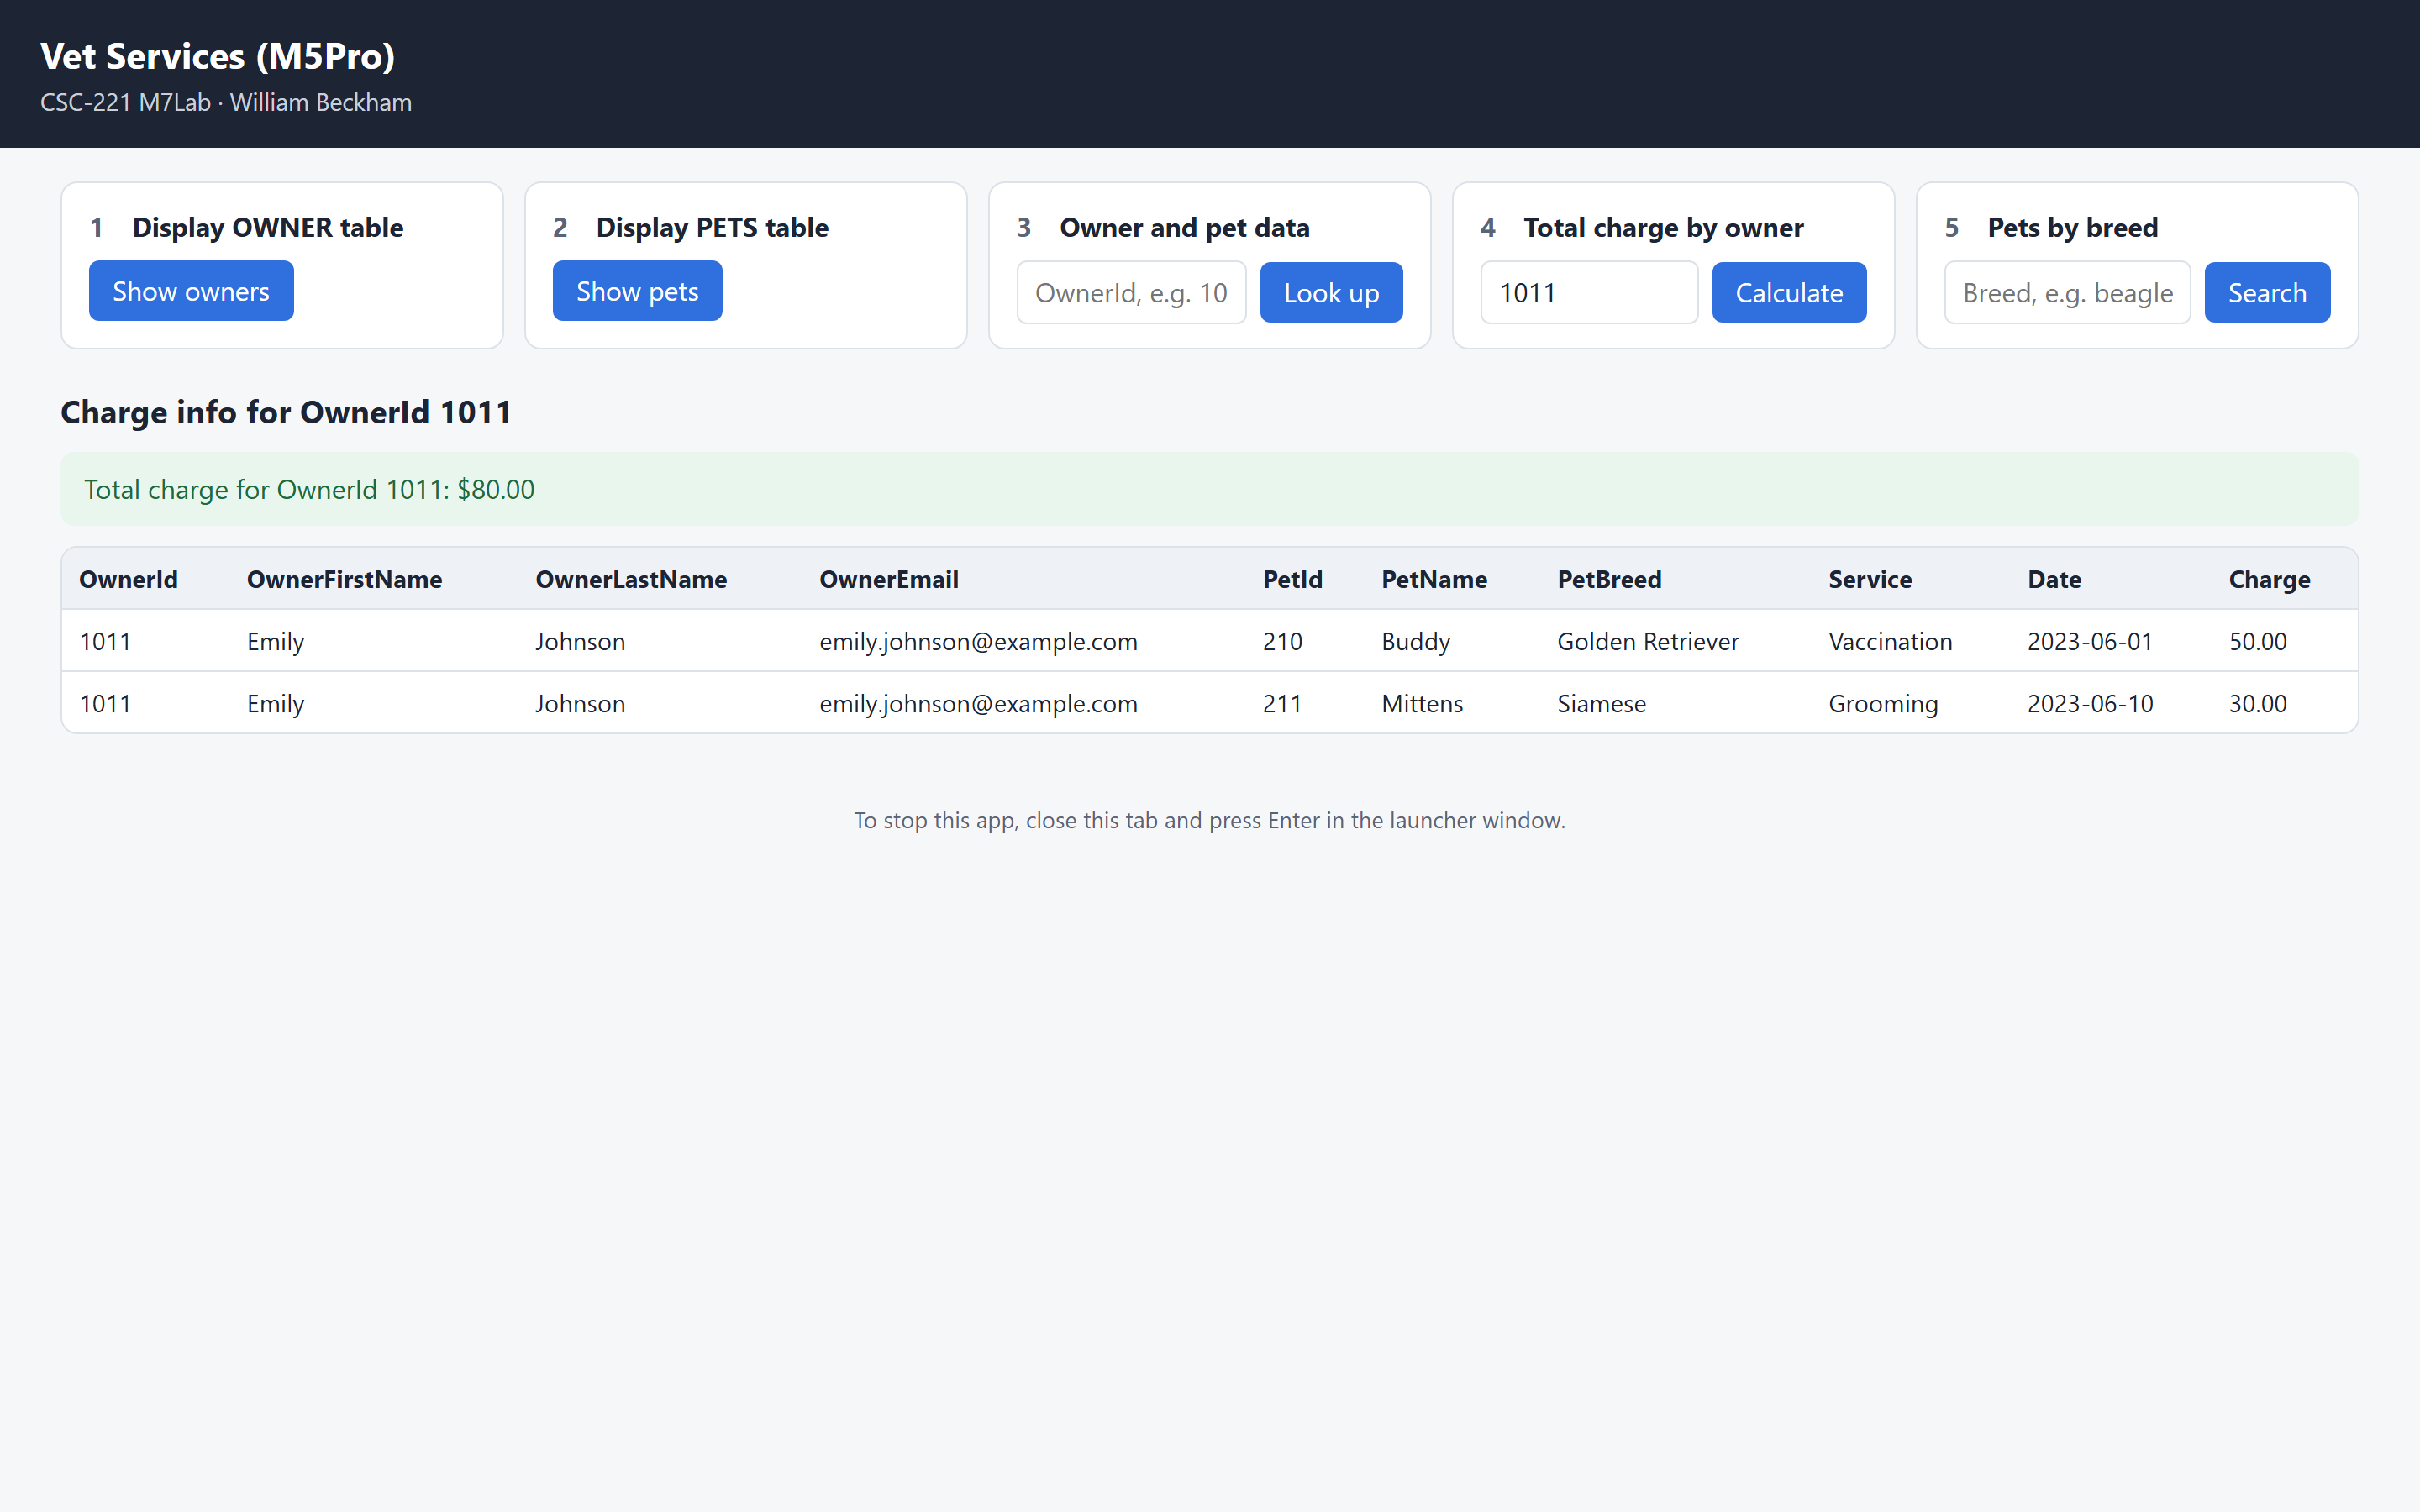 Vet Services (M5Pro)
CSC-221 M7Lab · William Beckham
1 Display OWNER table
Show owners
2 Display PETS table
Show pets
3 Owner and pet data
OwnerId, e.g. 10 Look up
4 Total charge by owner
1011 Calculate
5 Pets by breed
Breed, e.g. beagle Search
Charge info for OwnerId 1011
Total charge for OwnerId 1011: $80.00
OwnerId OwnerFirstName OwnerLastName OwnerEmail PetId PetName PetBreed Service Date Charge
1011 Emily Johnson emily.johnson@example.com 210 Buddy Golden Retriever Vaccination 2023-06-01 50.00
1011 Emily Johnson emily.johnson@example.com 211 Mittens Siamese Grooming 2023-06-10 30.00
To stop this app, close this tab and press Enter in the launcher window.